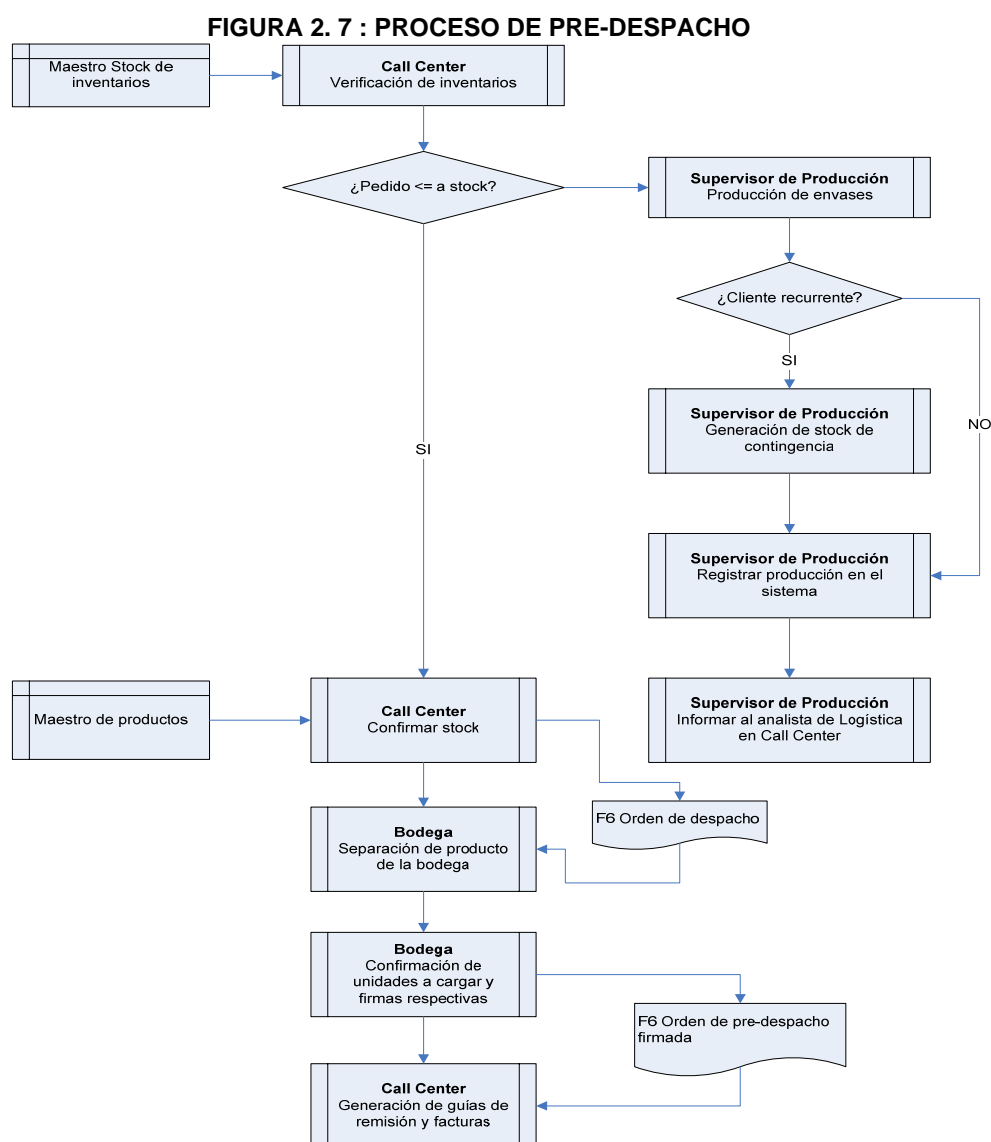 FIGURA 2. 7 : PROCESO DE PRE-DESPACHO
Maestro Stock de
inventarios
Call Center
Verificación de inventarios
¿Pedido <= a stock?
Supervisor de Producción
Producción de envases
¿Cliente recurrente?
SI
NO
Supervisor de Producción
Generación de stock de
contingencia
SI
Supervisor de Producción
Registrar producción en el
sistema
Supervisor de Producción
Informar al analista de Logística
en Call Center
Maestro de productos
Call Center
Confirmar stock
F6 Orden de despacho
Bodega
Separación de producto
de la bodega
Bodega
Confirmación de
unidades a cargar y
firmas respectivas
F6 Orden de pre-despacho
firmada
Call Center
Generación de guías de
remisión y facturas